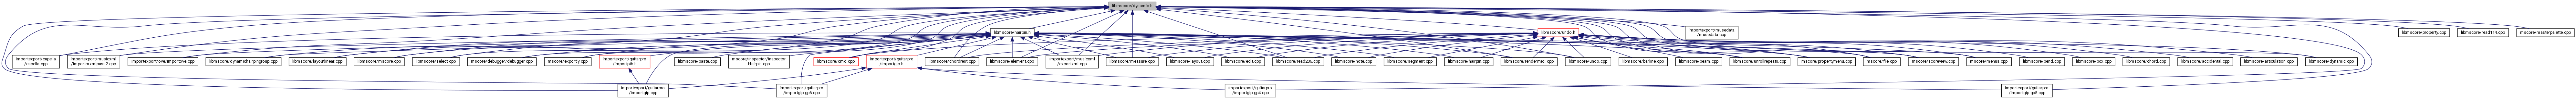 libmscore/dynamic.h
libmscore/hairpin.h
importexport/musedata
/musedata.cpp
libmscore/undo.h
libmscore/property.cpp
libmscore/read114.cpp
mscore/masterpalette.cpp
importexport/capella
/capella.cpp
importexport/musicxml
/importmxmlpass2.cpp
importexport/ove/importove.cpp
libmscore/dynamichairpingroup.cpp
libmscore/layoutlinear.cpp
libmscore/mscore.cpp
libmscore/select.cpp
mscore/debugger/debugger.cpp
mscore/exportly.cpp
importexport/guitarpro
/importptb.h
libmscore/paste.cpp
mscore/inspector/inspector
Hairpin.cpp
libmscore/cmd.cpp
importexport/guitarpro
/importgtp.h
libmscore/chordrest.cpp
libmscore/element.cpp
importexport/musicxml
/exportxml.cpp
libmscore/measure.cpp
libmscore/layout.cpp
libmscore/edit.cpp
libmscore/read206.cpp
libmscore/note.cpp
libmscore/segment.cpp
libmscore/hairpin.cpp
libmscore/rendermidi.cpp
libmscore/undo.cpp
libmscore/barline.cpp
libmscore/beam.cpp
libmscore/unrollrepeats.cpp
mscore/propertymenu.cpp
mscore/file.cpp
mscore/scoreview.cpp
mscore/menus.cpp
libmscore/bend.cpp
libmscore/box.cpp
libmscore/chord.cpp
libmscore/accidental.cpp
libmscore/articulation.cpp
libmscore/dynamic.cpp
importexport/guitarpro
/importgtp.cpp
importexport/guitarpro
/importgtp-gp6.cpp
importexport/guitarpro
/importgtp-gp4.cpp
importexport/guitarpro
/importgtp-gp5.cpp